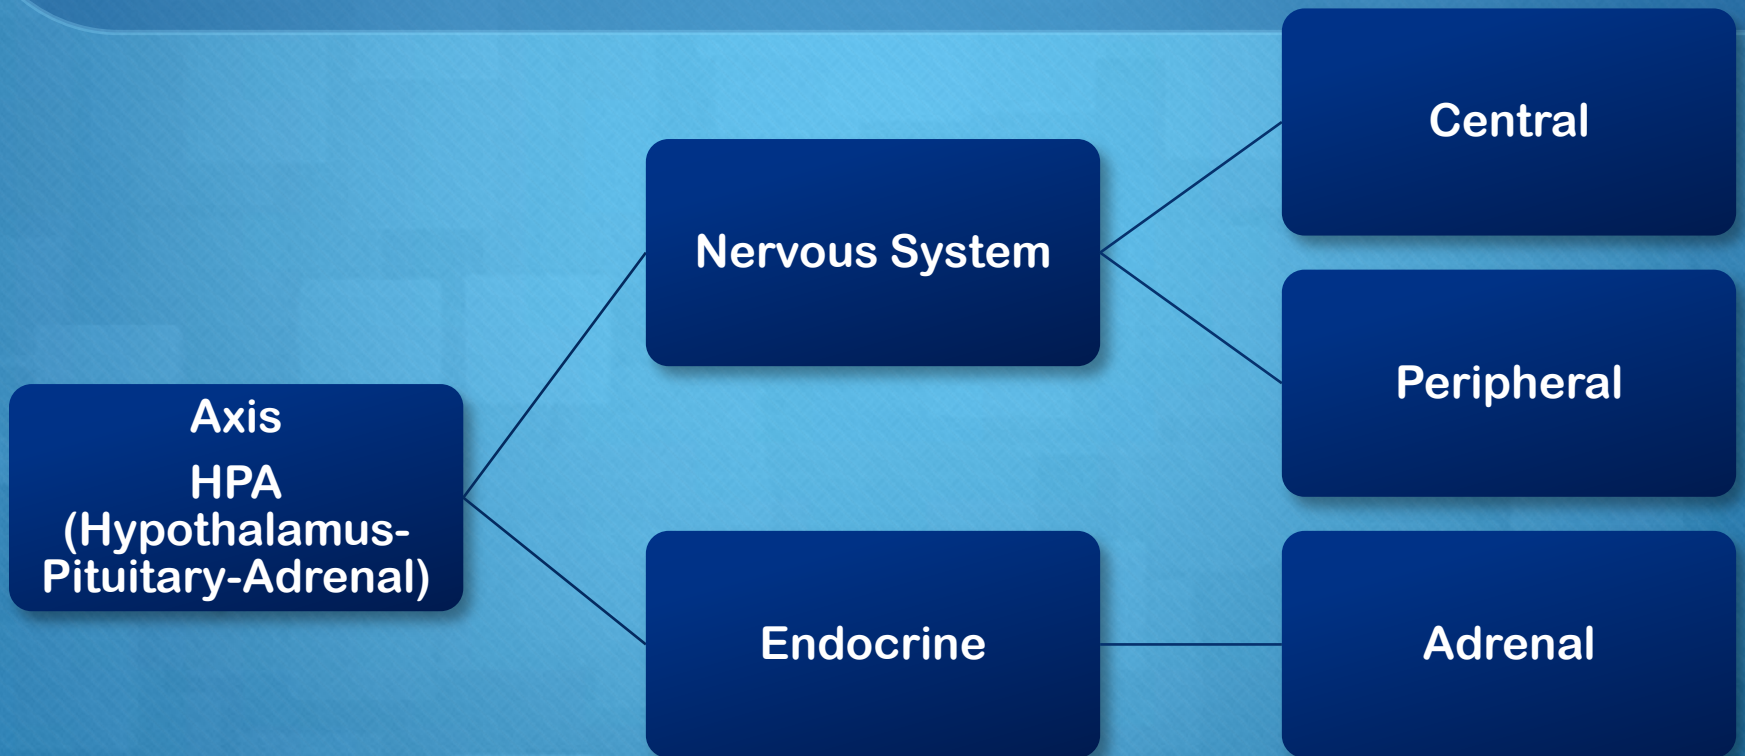 Central
Nervous System
Peripheral
Axis
HPA
(Hypothalamus-
Pituitary-Adrenal)
Endocrine
Adrenal